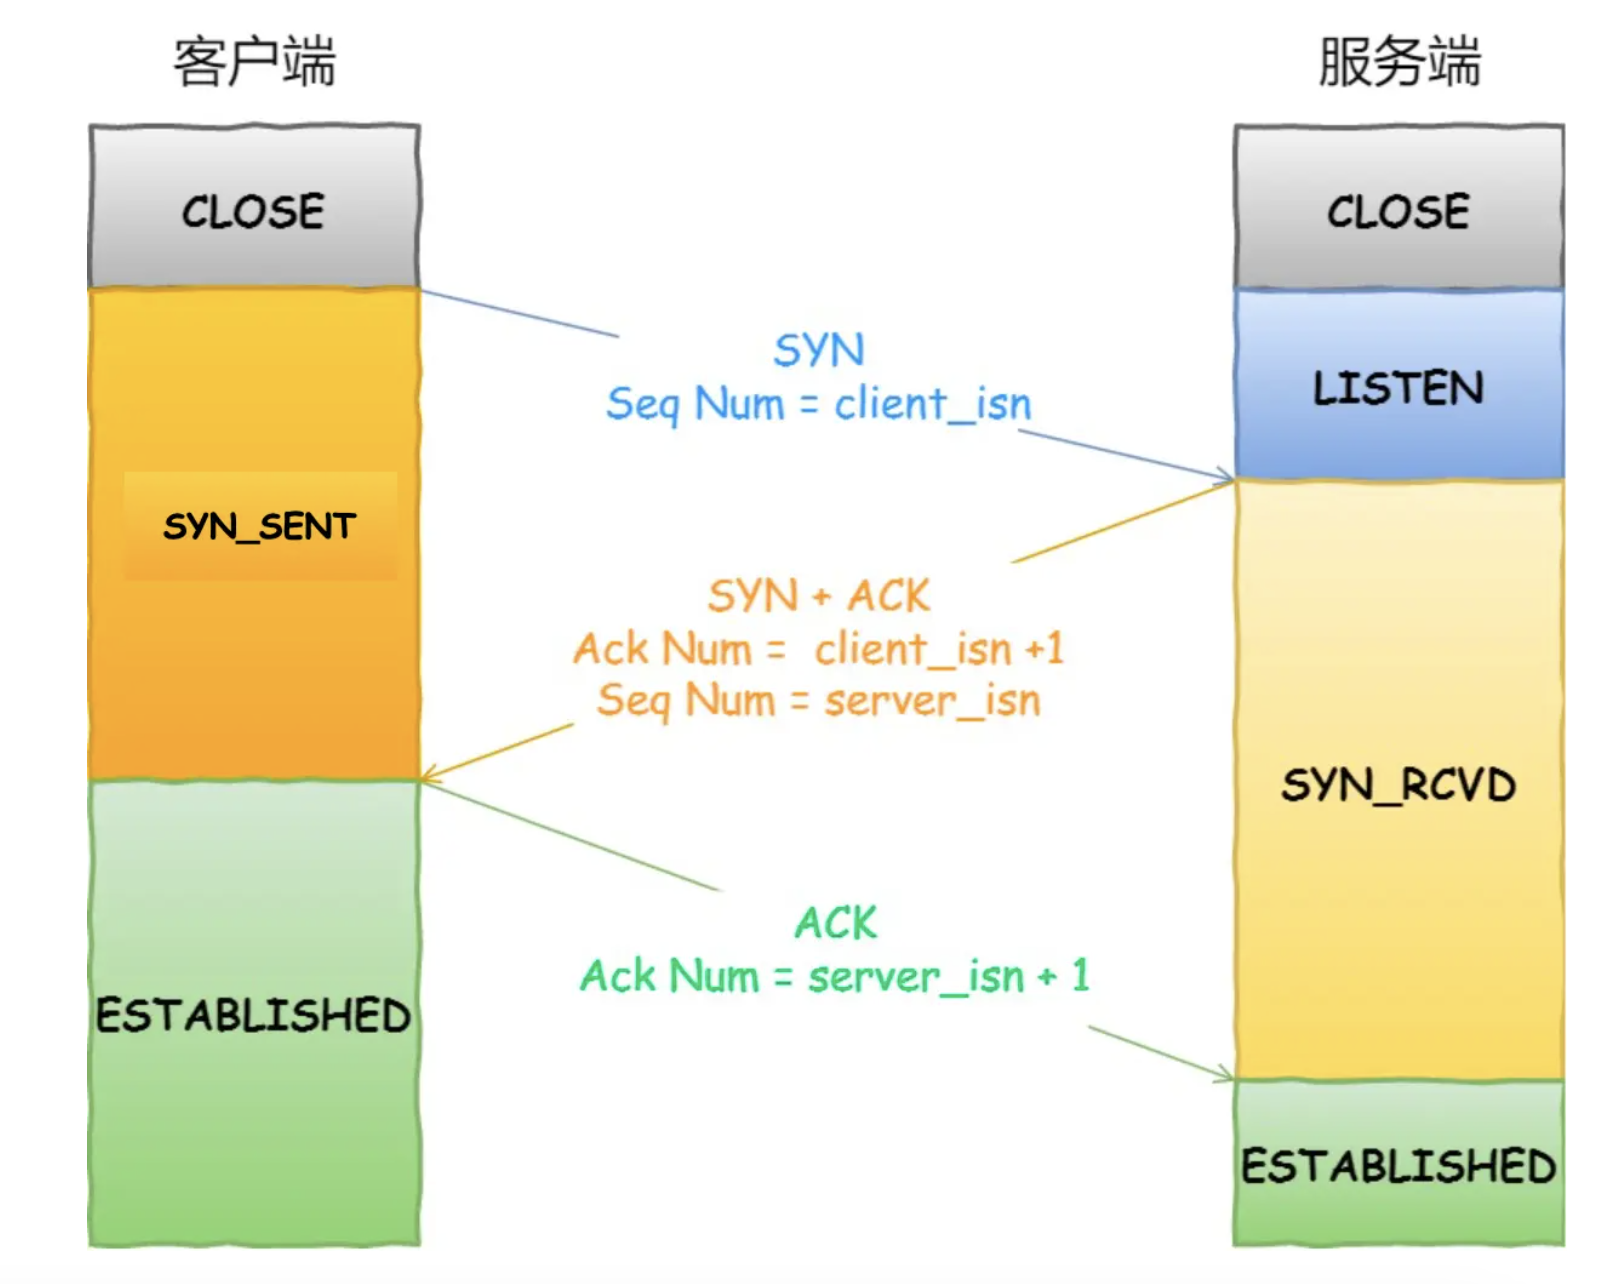 客户端
服务端
CLOSE
CLOSE
SYN
Seq Num = client_isn
LISTEN
SYN_SENT
SYN + ACK
Ack Num = client_isn +1
Seq Num = server_isn
SYN_RCVD
ACK
Ack Num = server_isn + 1
ESTABLISHED
ESTABLISHED